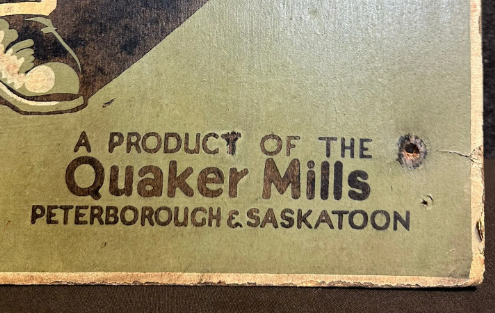 A PRODUCT OF THE
Quaker Mills
PETERBOROUGH & SASKATOON